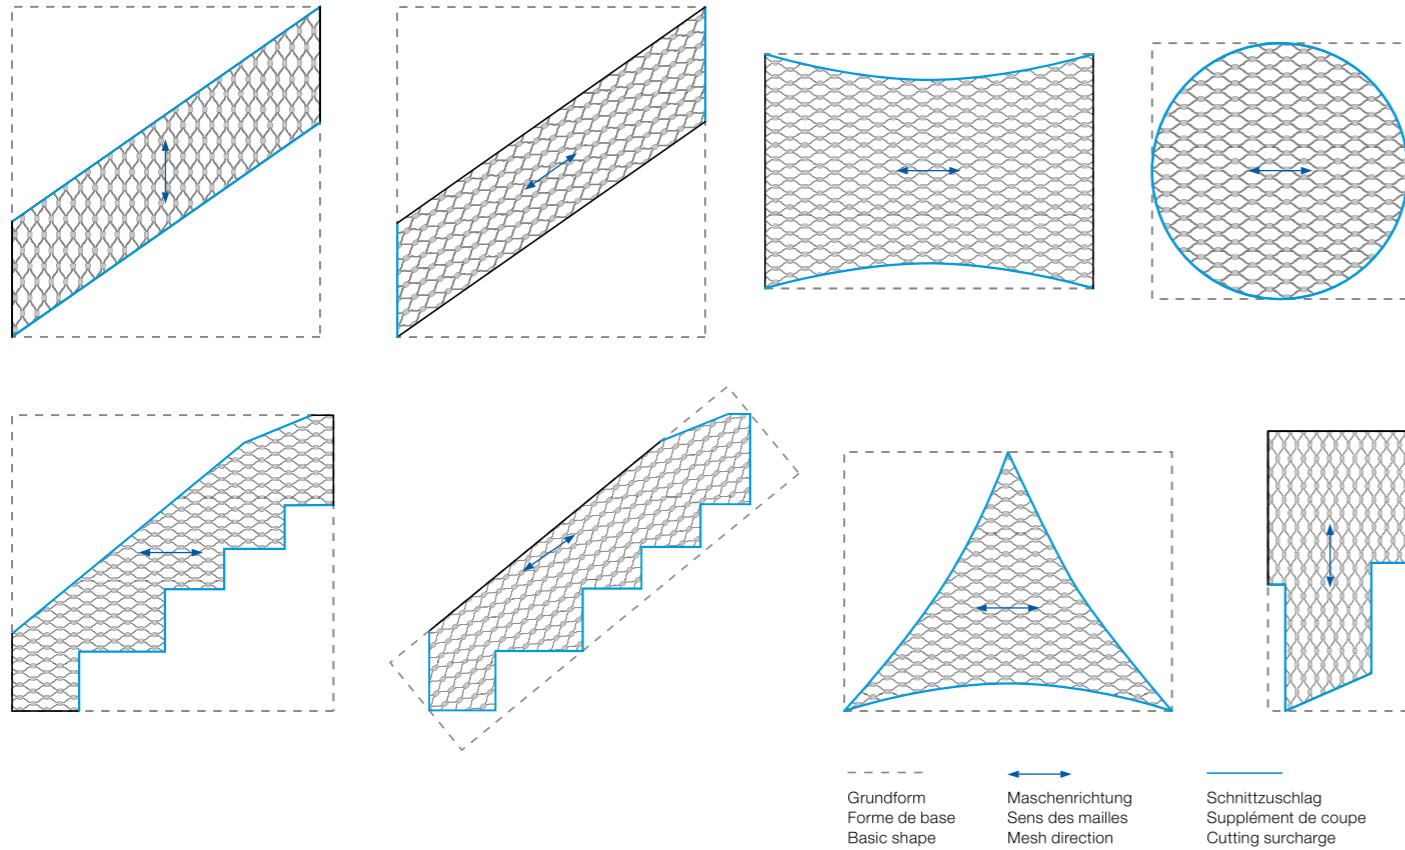 Grundform
Forme de base
Basic shape
Maschenrichtung
Sens des mailles
Mesh direction
Schnittzuschlag
Supplément de coupe
Cutting surcharge